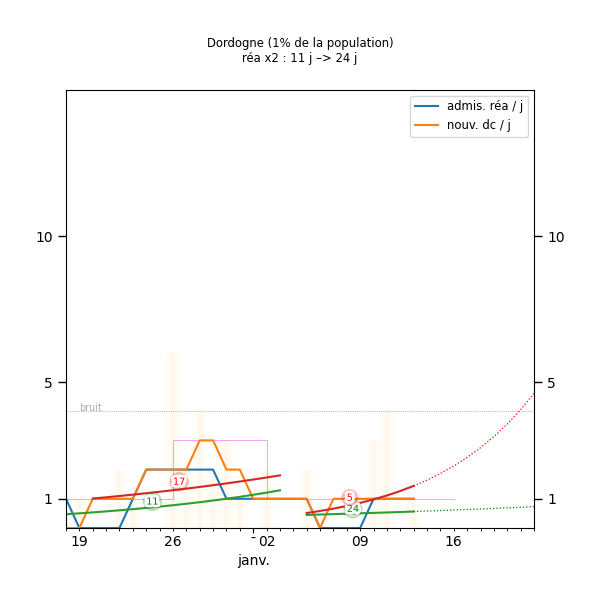 Dordogne (1% de la population)
réa x2 : 11 j –> 24 j
admis. réa / j
nouv. dc / j
10
10
5
5
bruit
17
11
5
24
1
1
19
26
02
09
16
janv.